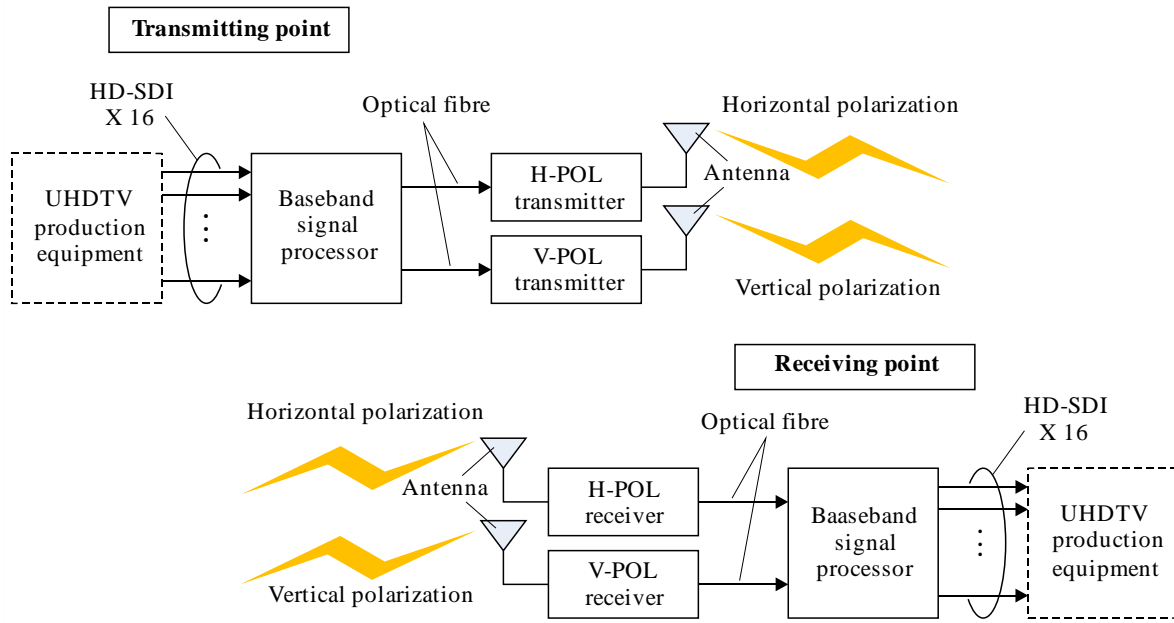 Transmitting point
HD-SDI
X 16
Optical fibre
Horizontal polarization
UHDTV
production
equipment
Baseband
signal
processor
H-POL
transmitter
Antenna
V-POL
transmitter
Vertical polarization
Receiving point
Horizontal polarization
Optical fibre
HD-SDI
X 16
Antenna
H-POL
receiver
Baaseband
signal
processor
UHDTV
production
equipment
V-POL
receiver
Vertical polarization